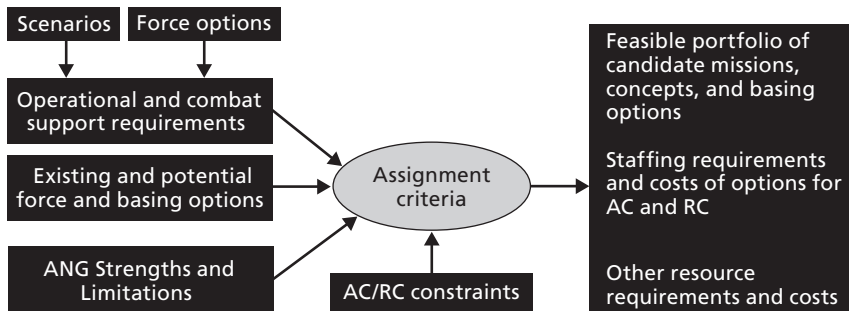 Scenarios
Force options
Operational and combat
support requirements
Existing and potential
force and basing options
ANG Strengths and
Limitations
Assignment
criteria
AC/RC constraints
Feasible portfolio of
candidate missions,
concepts, and basing
options
Staffing requirements
and costs of options for
AC and RC
Other resource
requirements and costs